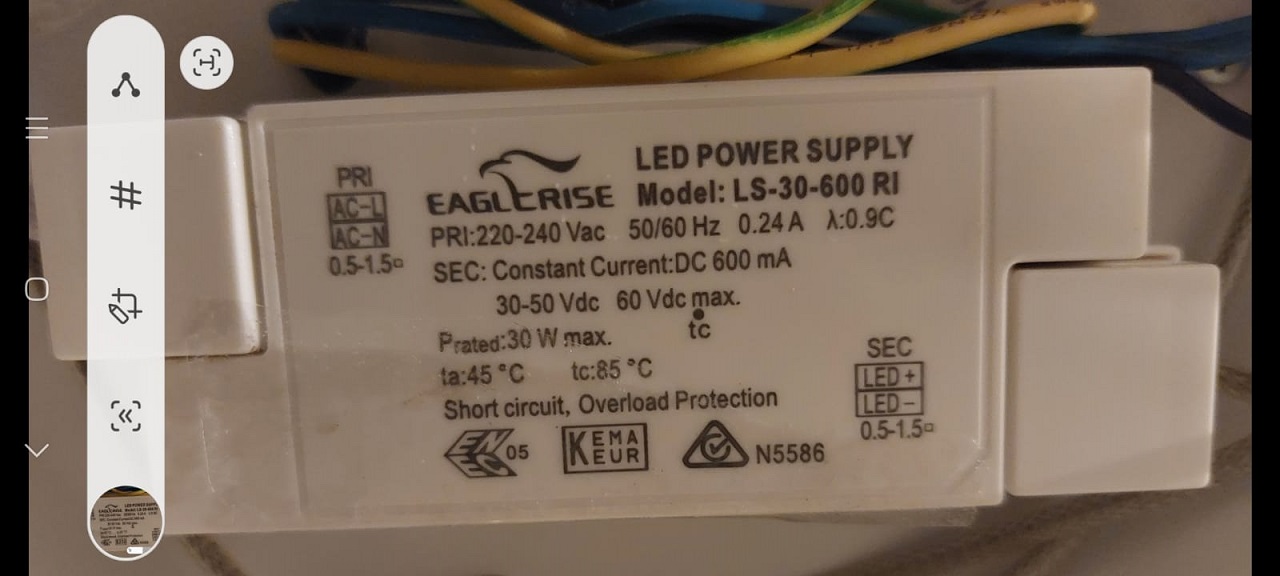 PRI
AC-L
AC-N
0.5-1.5▫
EAGLERISE
LED POWER SUPPLY
Model: LS-30-600 RI
PRI:220-240 Vac 50/60 Hz 0.24 A λ:0.9C
SEC: Constant Current:DC 600 mA
30-50 Vdc 60 Vdc max.
tc
Prated:30 W max.
ta:45 °C tc:85 °C
Short circuit, Overload Protection
SEC
LED +
LED −
0.5-1.5▫
ENEC 05
KEMA
EUR
N5586